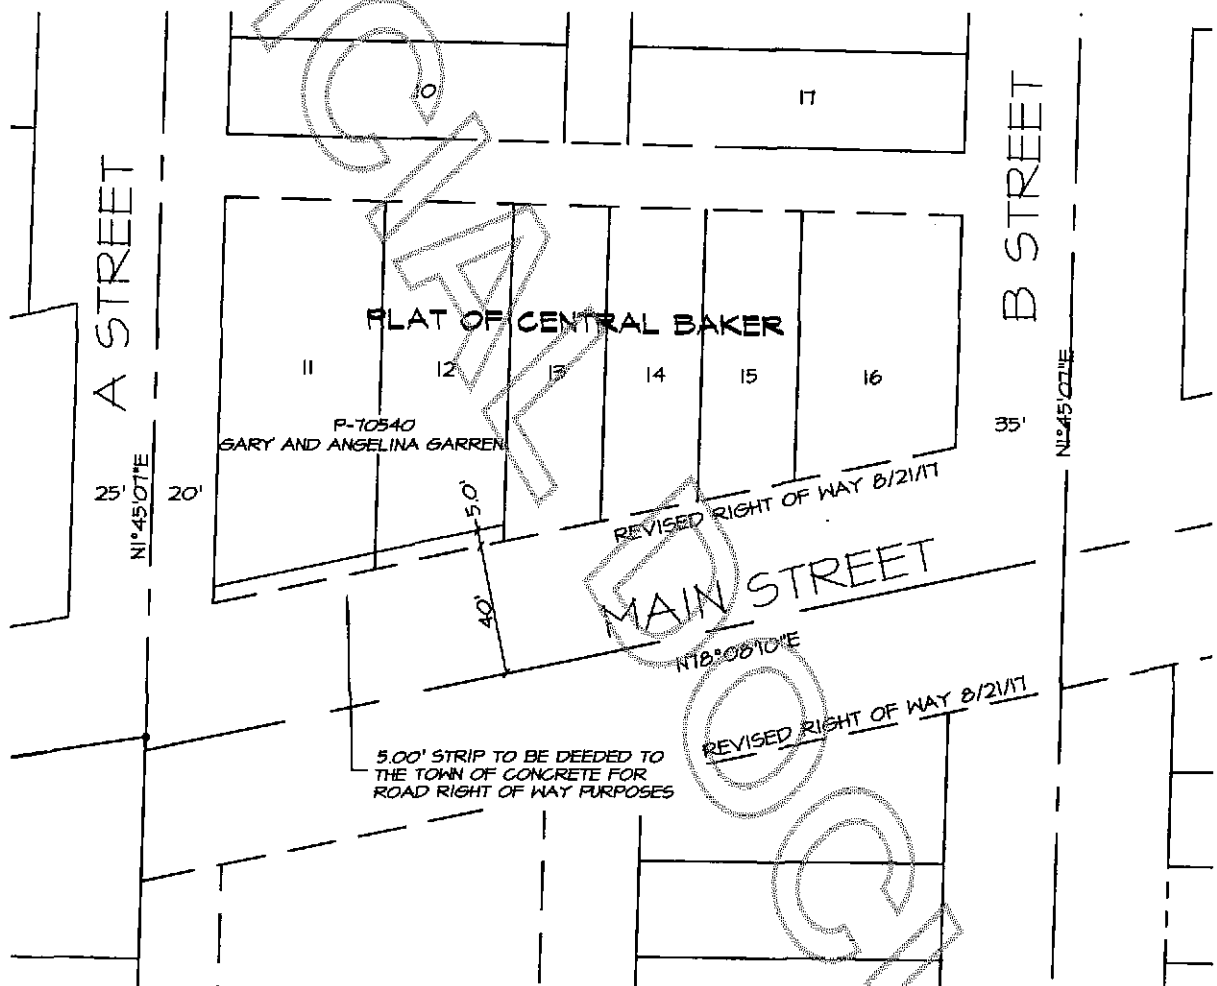 10
17
A STREET
B STREET
PLAT OF CENTRAL BAKER
11
12
13
14
15
16
P-70540
GARY AND ANGELINA GARREN
35'
N1°45'07"E
25'
20'
N1°45'07"E
5.0'
REVISED RIGHT OF WAY 8/21/17
40'
MAIN STREET
N78°08'10"E
REVISED RIGHT OF WAY 8/21/17
5.00' STRIP TO BE DEEDED TO
THE TOWN OF CONCRETE FOR
ROAD RIGHT OF WAY PURPOSES